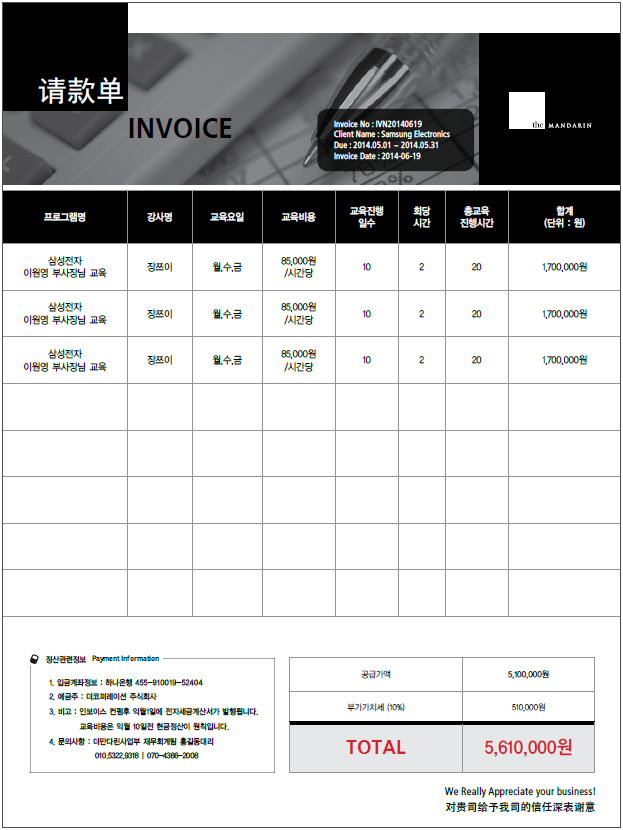 请款单
INVOICE
Invoice No : IVN20140619
Client Name : Samsung Electronics
Due : 2014.05.01 ~ 2014.05.31
Invoice Date : 2014-06-19
the MANDARIN
프로그램명 강사명 교육요일 교육비용 교육진행 일수 회당 시간 총교육 진행시간 합계 (단위 : 원)
삼성전자 이원영 부사장님 교육 장쯔이 월,수,금 85,000원 /시간당 10 2 20 1,700,000원
삼성전자 이원영 부사장님 교육 장쯔이 월,수,금 85,000원 /시간당 10 2 20 1,700,000원
삼성전자 이원영 부사장님 교육 장쯔이 월,수,금 85,000원 /시간당 10 2 20 1,700,000원
정산관련정보 Payment Information
1. 입금계좌정보 : 하나은행 455-910019-52404
2. 예금주 : 더코퍼레이션 주식회사
3. 비고 : 인보이스 컨펌후 익월1일에 전자세금계산서가 발행됩니다.
교육비용은 익월 10일전 현금정산이 원칙입니다.
4. 문의사항 : 더만다린사업부 재무회계팀 홍길동대리
010.5322.9318 | 070-4366-2008
공급가액 5,100,000원
부가가치세 (10%) 510,000원
TOTAL 5,610,000원
We Really Appreciate your business!
对贵司给予我司的信任深表谢意